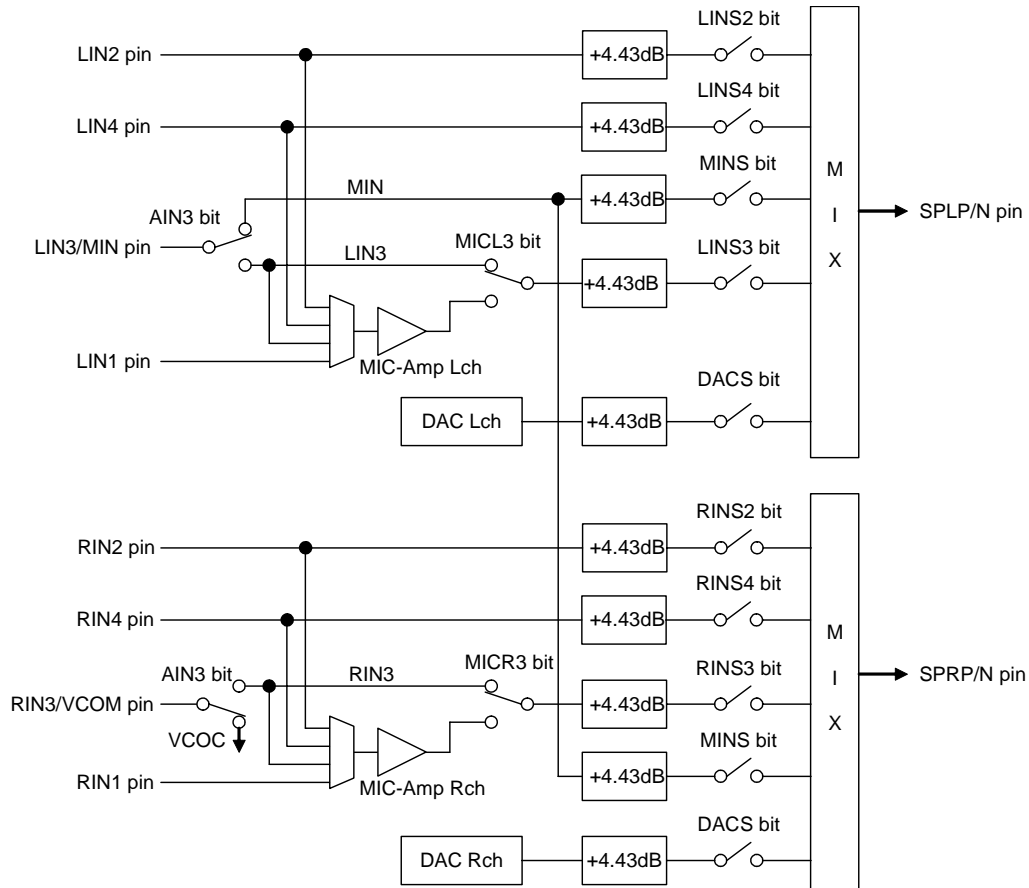 LINS2 bit
LIN2 pin
+4.43dB
LINS4 bit
LIN4 pin
+4.43dB
MINS bit
MIN
+4.43dB
AIN3 bit
LIN3/MIN pin
LIN3
MICL3 bit
LINS3 bit
+4.43dB
LIN1 pin
MIC-Amp Lch
DACS bit
DAC Lch
+4.43dB
M
I
X
SPLP/N pin
RINS2 bit
RIN2 pin
+4.43dB
RINS4 bit
RIN4 pin
+4.43dB
AIN3 bit
RIN3
MICR3 bit
RINS3 bit
RIN3/VCOM pin
+4.43dB
VCOC
MINS bit
RIN1 pin
MIC-Amp Rch
+4.43dB
DACS bit
DAC Rch
+4.43dB
M
I
X
SPRP/N pin